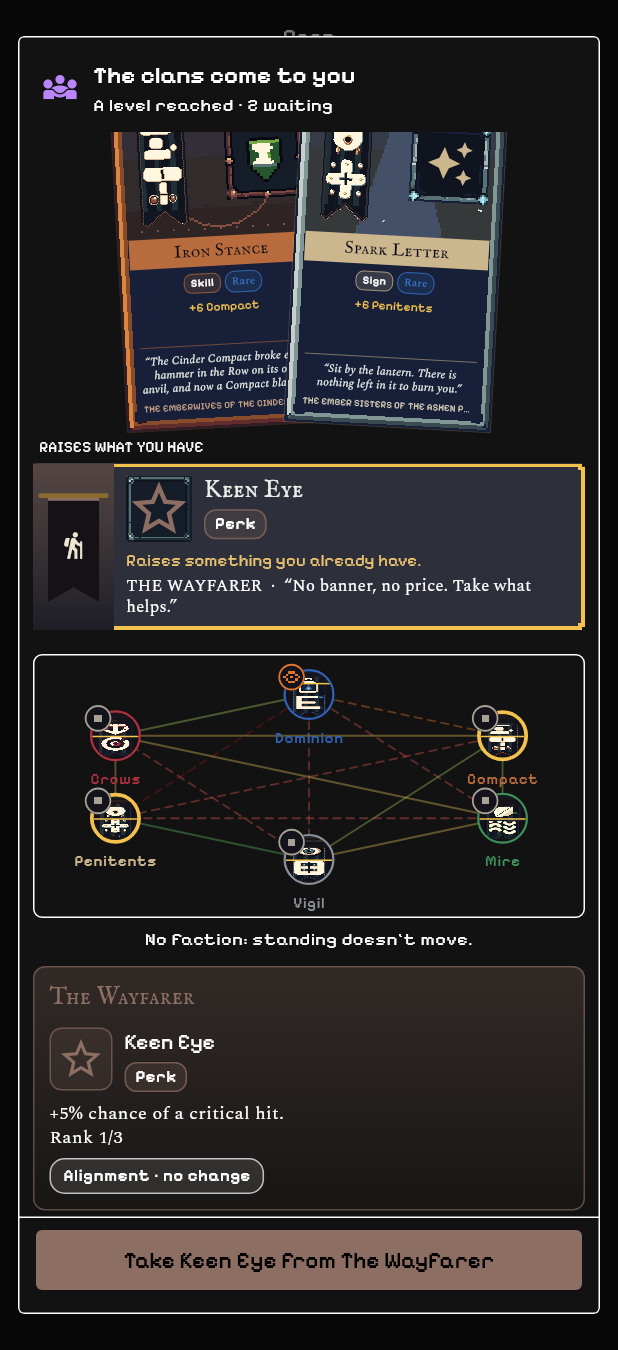 The clans come to you
A level reached · 2 waiting
Iron Stance
Skill Rare
+6 Compact
"The Cinder Compact broke
hammer in the Row on its
anvil, and now a Compact
THE EMBERWIVES OF THE
Spark Letter
Sign Rare
+6 Penitents
"Sit by the lantern. There is
nothing left in it to burn you."
THE EMBER SISTERS OF THE ASHEN P...
RAISES WHAT YOU HAVE
Keen Eye
Perk
Raises something you already have.
THE WAYFARER · "No banner, no price. Take what
helps."
Dominion
Crows
Compact
Penitents
Mire
Vigil
No Faction: standing doesn't move.
The Wayfarer
Keen Eye
Perk
+5% chance of a critical hit.
Rank 1/3
Alignment · no change
Take Keen Eye From The Wayfarer